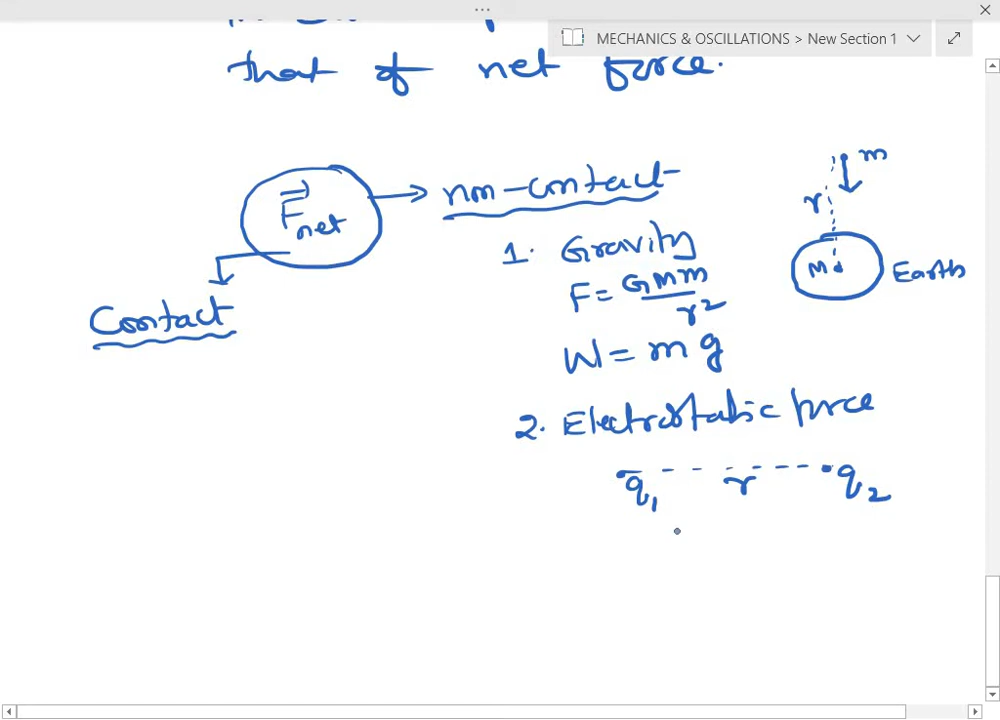 MECHANICS & OSCILLATIONS > New Section 1
that of net force.
F net
non-contact
Contact
1. Gravity
F = GMm / r²
W = mg
m
r
M
Earth
2. Electrostatic force
q₁ r q₂